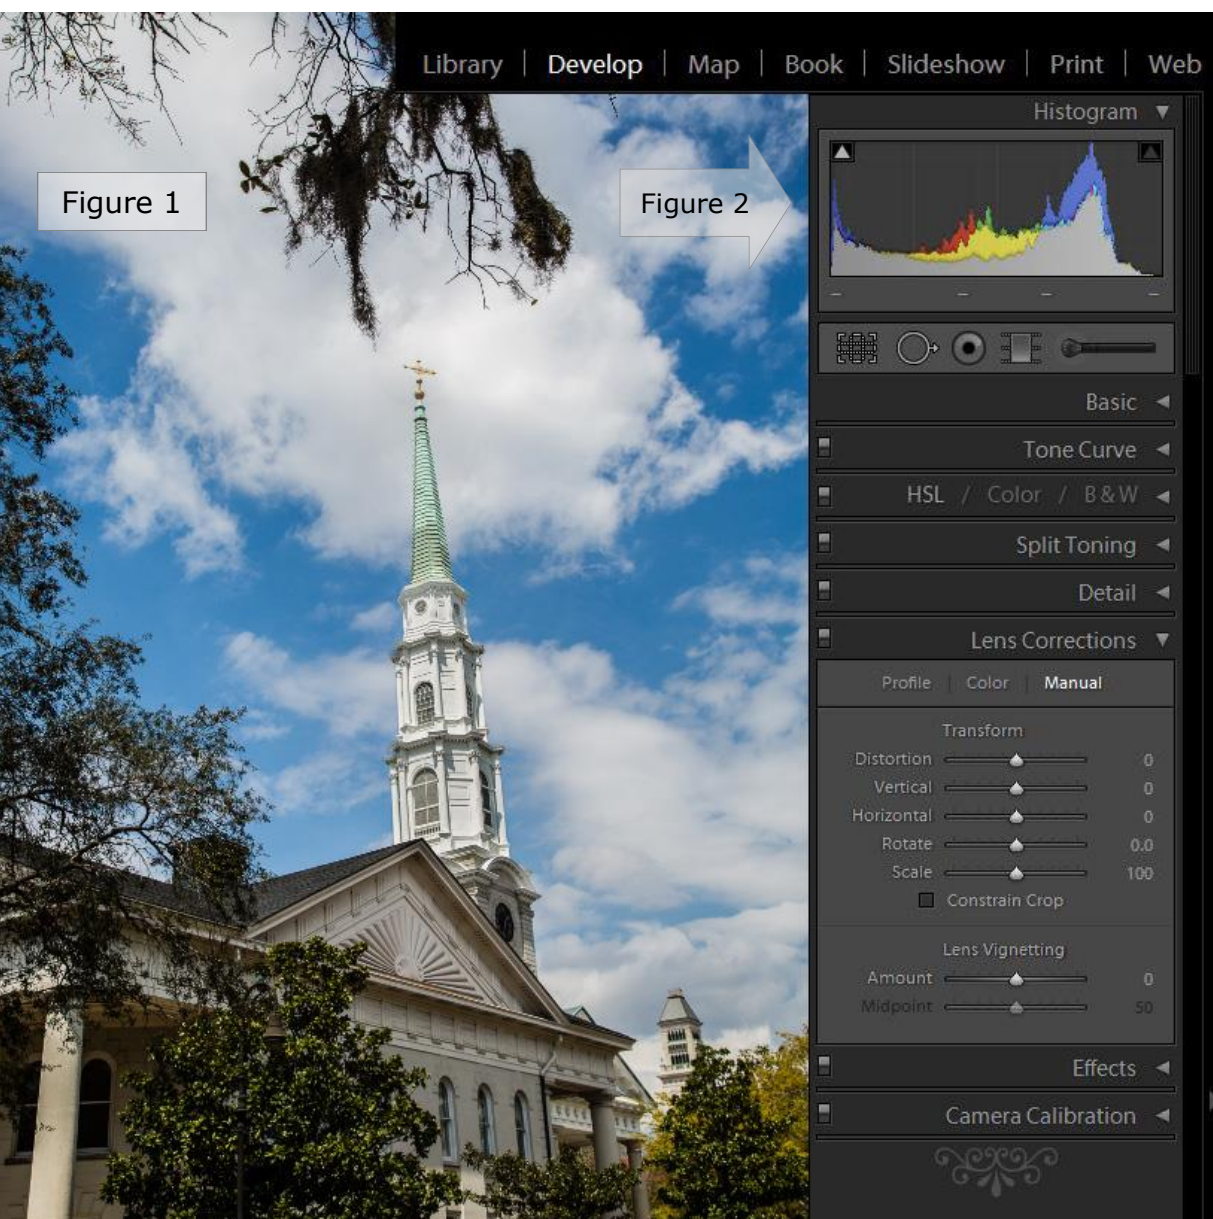 Library | Develop | Map | Book | Slideshow | Print | Web
Histogram
Figure 1
Figure 2
Basic
Tone Curve
HSL / Color / B & W
Split Toning
Detail
Lens Corrections
Profile | Color | Manual
Transform
Distortion 0
Vertical 0
Horizontal 0
Rotate 0.0
Scale 100
Constrain Crop
Lens Vignetting
Amount 0
Midpoint 50
Effects
Camera Calibration